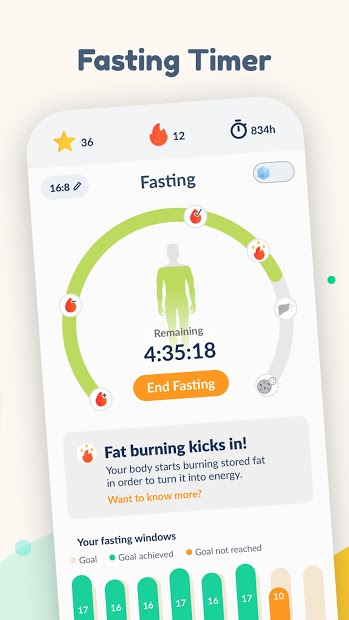 Fasting Timer
36
12
834h
16:8
Fasting
Remaining
4:35:18
End Fasting
Fat burning kicks in!
Your body starts burning stored fat
in order to turn it into energy.
Want to know more?
Your fasting windows
Goal
Goal achieved
Goal not reached
17 16 16 17 16 17 10